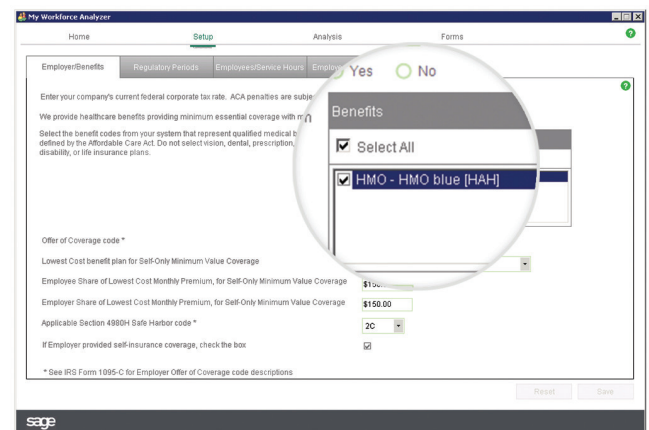 My Workforce Analyzer
Home Setup Analysis Forms
Employer/Benefits Regulatory Periods Employees/Service Hours
Yes No
Enter your company's current federal corporate tax rate. ACA penalties are
We provide healthcare benefits providing minimum essential coverage with
Benefits
Select the benefit codes from your system that represent qualified medical
defined by the Affordable Care Act. Do not select vision, dental, prescription,
disability, or life insurance plans.
Select All
HMO - HMO blue [HAH]
Offer of Coverage code *
Lowest Cost benefit plan for Self-Only Minimum Value Coverage
Employee Share of Lowest Cost Monthly Premium, for Self-Only Minimum Value Coverage
Employer Share of Lowest Cost Monthly Premium, for Self-Only Minimum Value Coverage $150.00
Applicable Section 4980H Safe Harbor code * 2C
If Employer provided self-insurance coverage, check the box
* See IRS Form 1095-C for Employer Offer of Coverage code descriptions
Reset Save
sage